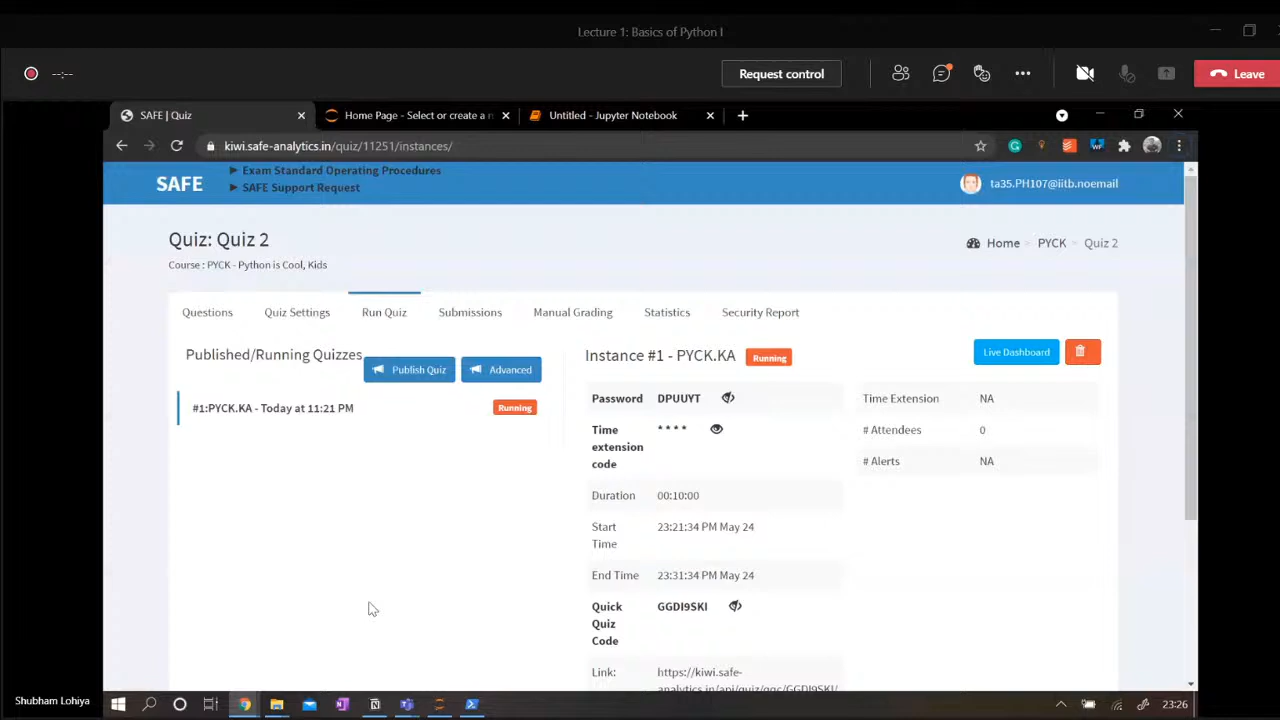 Lecture 1: Basics of Python I
--:--
Request control
Leave
SAFE | Quiz
Home Page - Select or create a n
Untitled - Jupyter Notebook
kiwi.safe-analytics.in/quiz/11251/instances/
SAFE
► Exam Standard Operating Procedures
► SAFE Support Request
ta35.PH107@iitb.noemail
Quiz: Quiz 2
Course : PYCK - Python is Cool, Kids
Home > PYCK > Quiz 2
Questions
Quiz Settings
Run Quiz
Submissions
Manual Grading
Statistics
Security Report
Published/Running Quizzes
Publish Quiz
Advanced
#1:PYCK.KA - Today at 11:21 PM
Running
Instance #1 - PYCK.KA
Running
Live Dashboard
Password DPUUYT
Time extension code ****
Duration 00:10:00
Start Time 23:21:34 PM May 24
End Time 23:31:34 PM May 24
Quick Quiz Code GGDI9SKI
Link: https://kiwi.safe-analytics.in/api/quiz/qqc/GGDI9SKI/
Time Extension NA
# Attendees 0
# Alerts NA
Shubham Lohiya
23:26